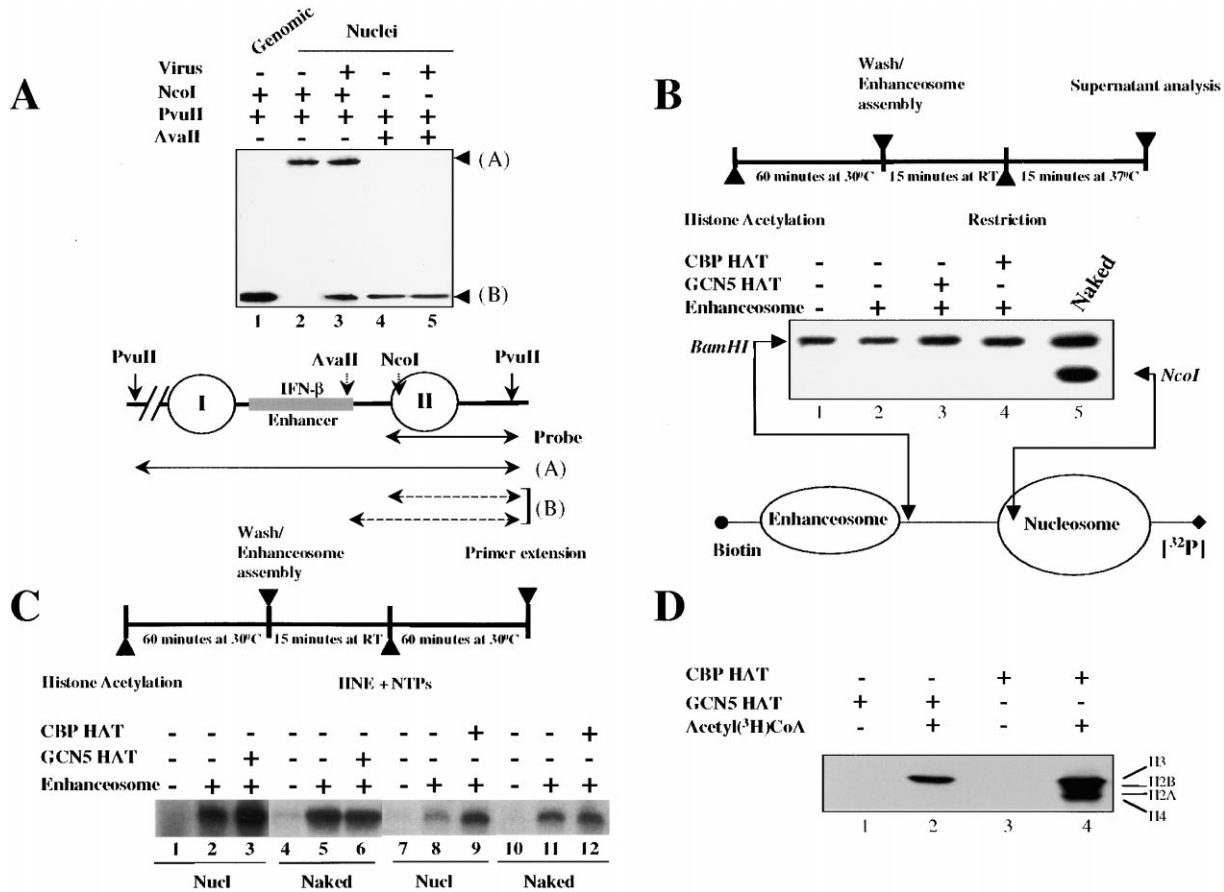 A
Genomic
Nuclei
Virus - - + - +
NcoI + + + - -
PvuII + + + + +
AvaII - - - + +
(A)
(B)
1 2 3 4 5
PvuII AvaII NcoI PvuII
I IFN-β II
Enhancer
Probe
(A)
(B)
B
Wash/
Enhanceosome
assembly
Supernatant analysis
60 minutes at 30⁰C 15 minutes at RT 15 minutes at 37⁰C
Histone Acetylation Restriction
CBP HAT - - - +
GCN5 HAT - - + -
Enhanceosome - + + +
Naked
BamHI
NcoI
1 2 3 4 5
Enhanceosome
Nucleosome
Biotin
[³²P]
C
Wash/
Enhanceosome
assembly
Primer extension
60 minutes at 30⁰C 15 minutes at RT 60 minutes at 30⁰C
Histone Acetylation HNE + NTPs
CBP HAT - - - - - - - - + - - +
GCN5 HAT - - + - - + - - - - - -
Enhanceosome - + + - + + - + + - + +
1 2 3 4 5 6 7 8 9 10 11 12
Nucl Naked Nucl Naked
D
CBP HAT - - + +
GCN5 HAT + + - -
Acetyl(³H)CoA - + - +
H3
H2B
H2A
H4
1 2 3 4